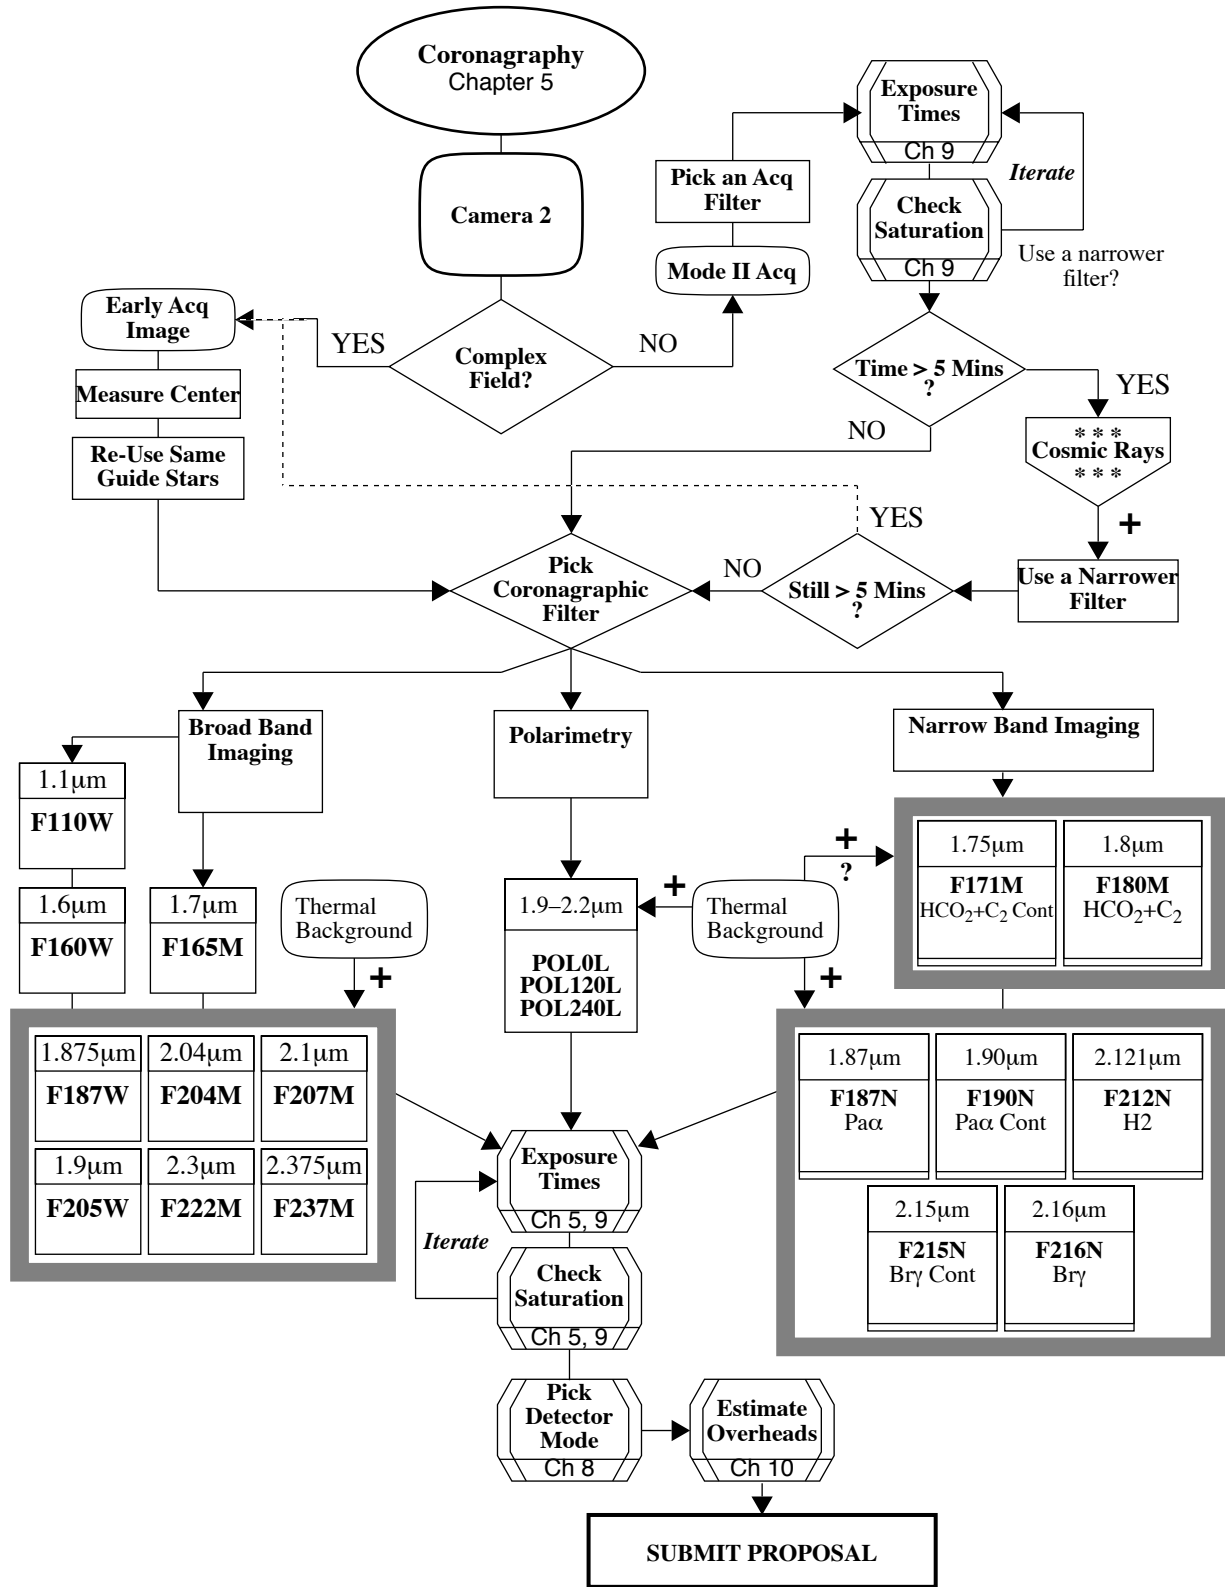 Coronagraphy
Chapter 5
Camera 2
Complex
Field?
YES
NO
Early Acq
Image
Measure Center
Re-Use Same
Guide Stars
Mode II Acq
Pick an Acq
Filter
Exposure
Times
Ch 9
Iterate
Check
Saturation
Ch 9
Use a narrower
filter?
Time > 5 Mins
?
YES
NO
* * *
Cosmic Rays
* * *
+
Use a Narrower
Filter
Still > 5 Mins
?
YES
NO
Pick
Coronagraphic
Filter
Broad Band
Imaging
Polarimetry
Narrow Band Imaging
1.1µm
F110W
1.6µm
F160W
1.7µm
F165M
Thermal
Background
+
1.875µm
F187W
2.04µm
F204M
2.1µm
F207M
1.9µm
F205W
2.3µm
F222M
2.375µm
F237M
1.9–2.2µm
POL0L
POL120L
POL240L
+
Thermal
Background
+
?
+
1.75µm
F171M
HCO₂+C₂ Cont
1.8µm
F180M
HCO₂+C₂
1.87µm
F187N
Paα
1.90µm
F190N
Paα Cont
2.121µm
F212N
H2
2.15µm
F215N
Brγ Cont
2.16µm
F216N
Brγ
Exposure
Times
Ch 5, 9
Iterate
Check
Saturation
Ch 5, 9
Pick
Detector
Mode
Ch 8
Estimate
Overheads
Ch 10
SUBMIT PROPOSAL